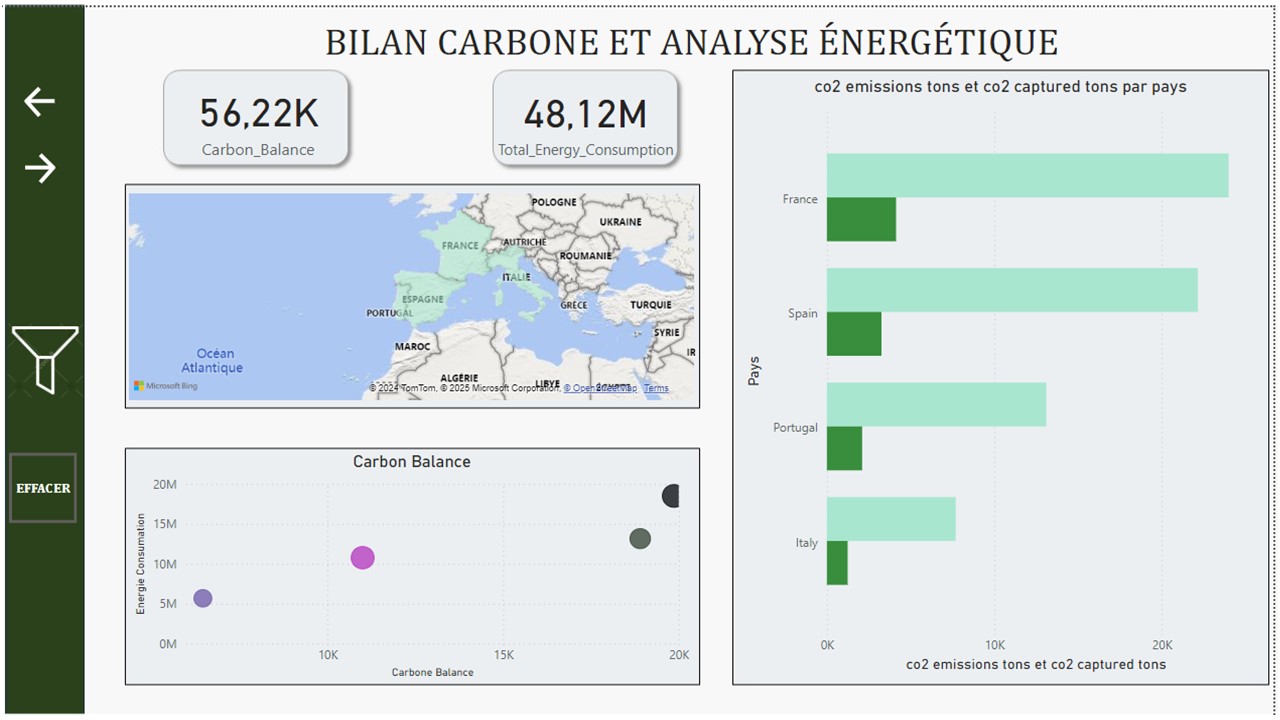 BILAN CARBONE ET ANALYSE ÉNERGÉTIQUE
56,22K
Carbon_Balance
48,12M
Total_Energy_Consumption
POLOGNE
UKRAINE
FRANCE
AUTRICHE
ROUMANIE
ITALIE
ESPAGNE
PORTUGAL
GRÈCE
TURQUIE
SYRIE
MAROC
IR
Océan
Atlantique
ALGÉRIE
LIBYE
Microsoft Bing
© 2024 TomTom, © 2025 Microsoft Corporation, © OpenStreetMap Terms
EFFACER
Carbon Balance
Energie Consumation
20M
15M
10M
5M
0M
10K
15K
20K
Carbone Balance
co2 emissions tons et co2 captured tons par pays
Pays
France
Spain
Portugal
Italy
0K
10K
20K
co2 emissions tons et co2 captured tons